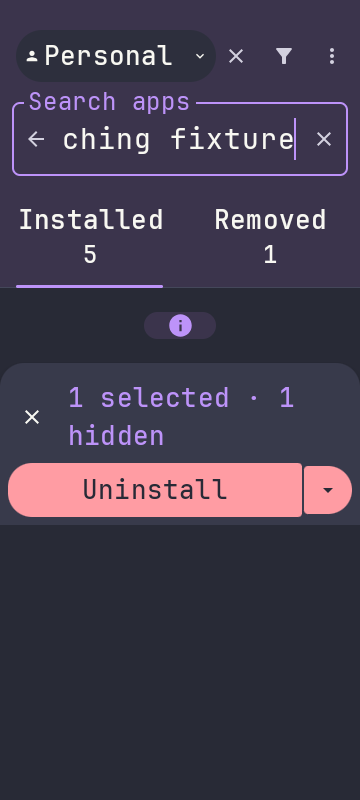 Personal
Search apps
ching fixture
Installed
5
Removed
1
1 selected · 1
hidden
Uninstall